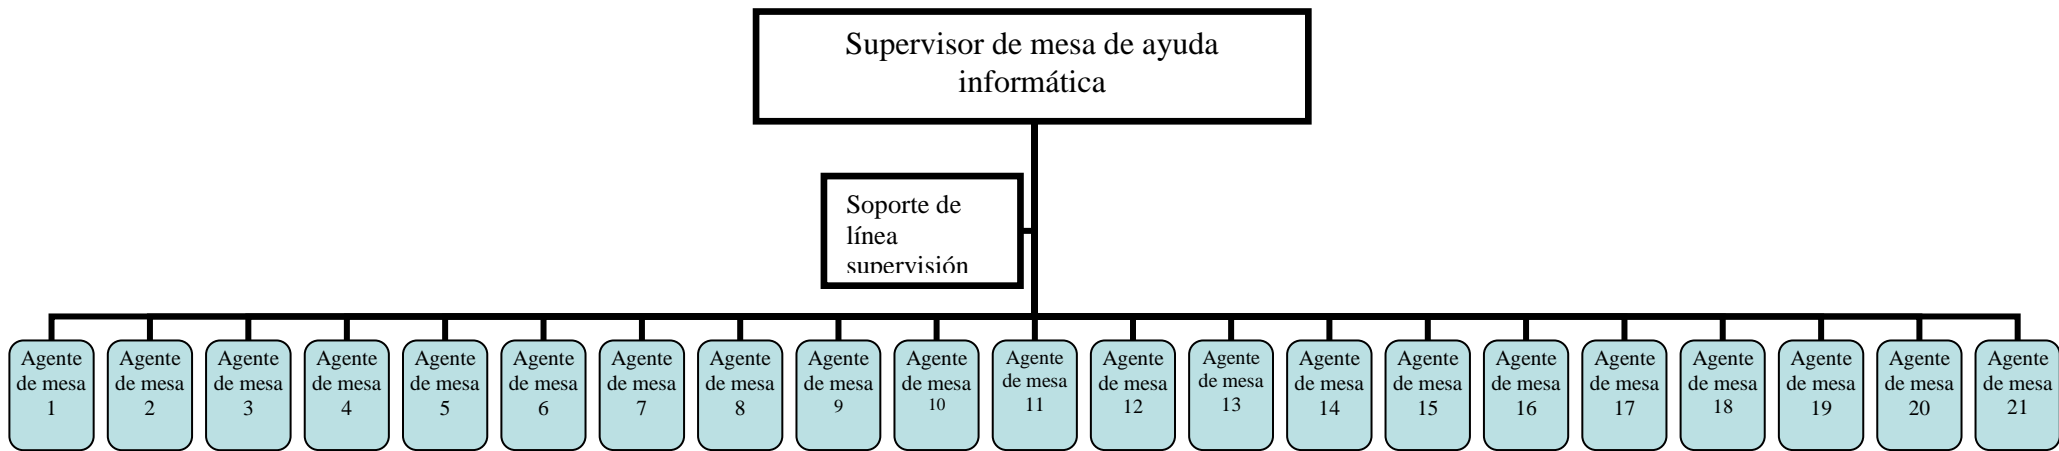 Supervisor de mesa de ayuda
informática
Soporte de
línea
supervisión
Agente
de mesa
1
Agente
de mesa
2
Agente
de mesa
3
Agente
de mesa
4
Agente
de mesa
5
Agente
de mesa
6
Agente
de mesa
7
Agente
de mesa
8
Agente
de mesa
9
Agente
de mesa
10
Agente
de mesa
11
Agente
de mesa
12
Agente
de mesa
13
Agente
de mesa
14
Agente
de mesa
15
Agente
de mesa
16
Agente
de mesa
17
Agente
de mesa
18
Agente
de mesa
19
Agente
de mesa
20
Agente
de mesa
21